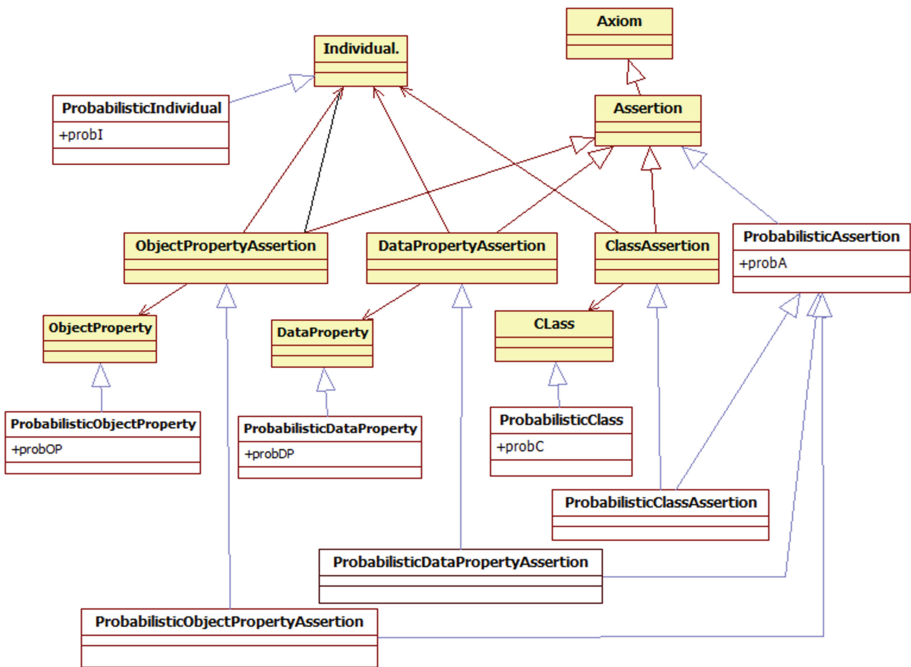 Axiom
Individual.
ProbabilisticIndividual
+probI
Assertion
ObjectPropertyAssertion
DataPropertyAssertion
ClassAssertion
ProbabilisticAssertion
+probA
ObjectProperty
DataProperty
CLass
ProbabilisticObjectProperty
+probOP
ProbabilisticDataProperty
+probDP
ProbabilisticClass
+probC
ProbabilisticClassAssertion
ProbabilisticDataPropertyAssertion
ProbabilisticObjectPropertyAssertion